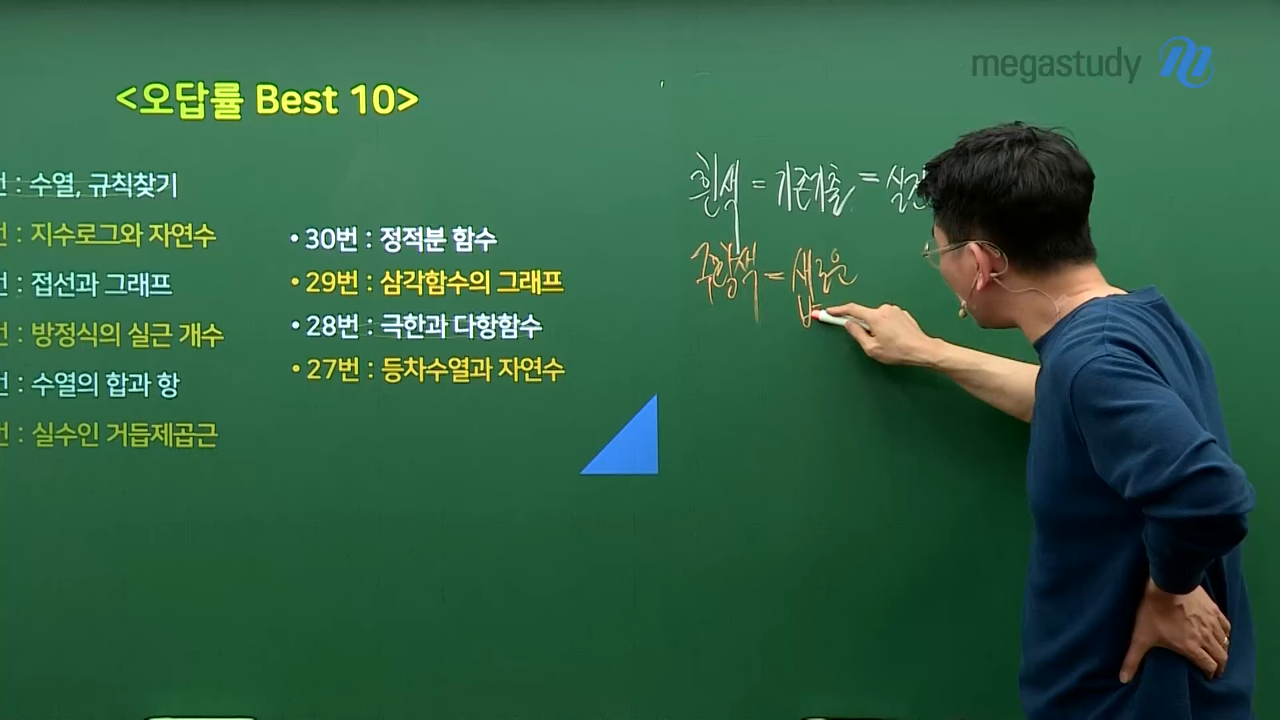 megastudy
<오답률 Best 10>
번 : 수열, 규칙찾기
번 : 지수로그와 자연수
번 : 접선과 그래프
번 : 방정식의 실근 개수
번 : 수열의 합과 항
번 : 실수인 거듭제곱근
• 30번 : 정적분 함수
• 29번 : 삼각함수의 그래프
• 28번 : 극한과 다항함수
• 27번 : 등차수열과 자연수
흰색 = 기존기출 =
주황색 = 새로운